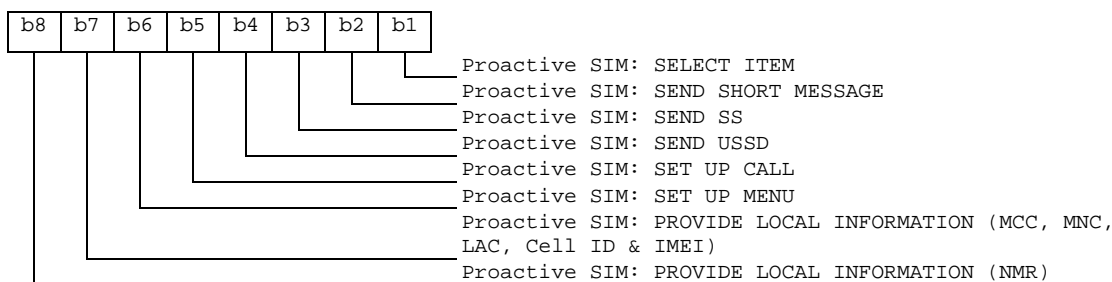 b8 b7 b6 b5 b4 b3 b2 b1
Proactive SIM: SELECT ITEM
Proactive SIM: SEND SHORT MESSAGE
Proactive SIM: SEND SS
Proactive SIM: SEND USSD
Proactive SIM: SET UP CALL
Proactive SIM: SET UP MENU
Proactive SIM: PROVIDE LOCAL INFORMATION (MCC, MNC,
LAC, Cell ID & IMEI)
Proactive SIM: PROVIDE LOCAL INFORMATION (NMR)